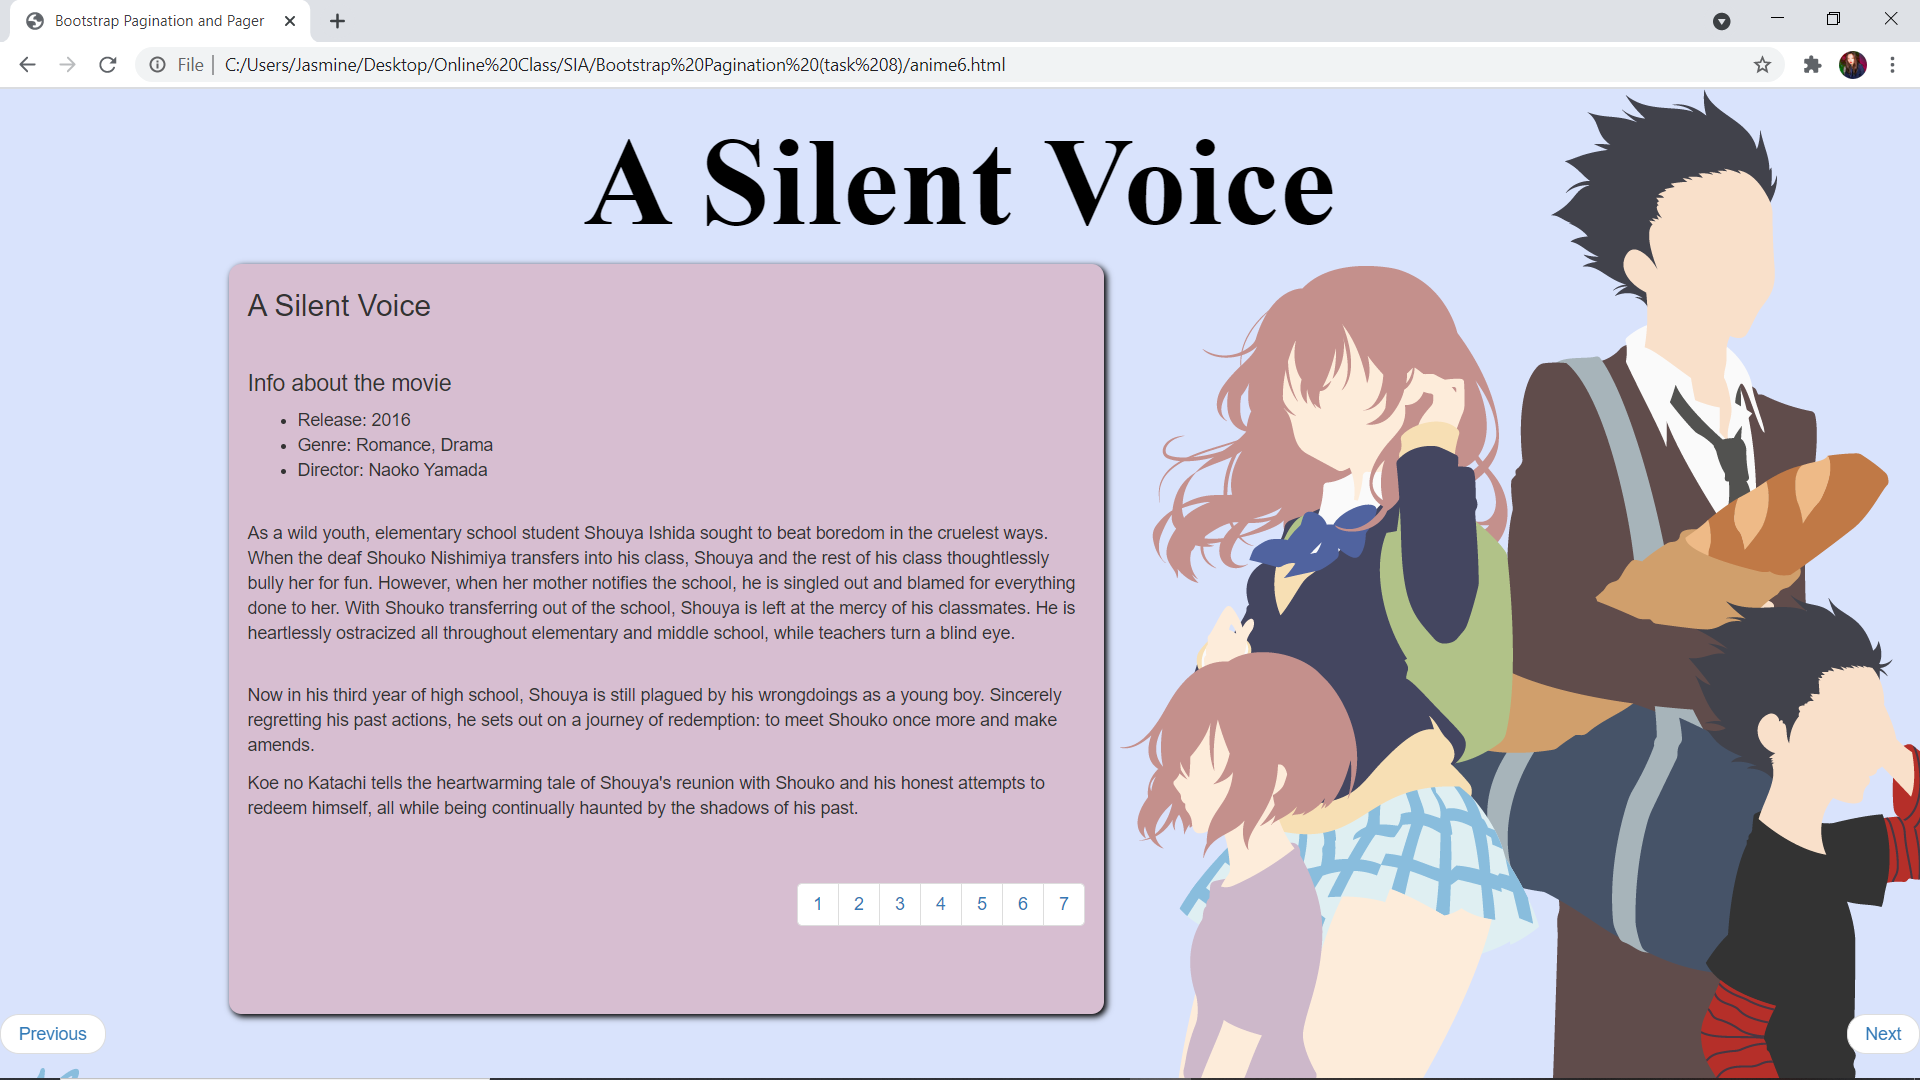 Bootstrap Pagination and Pager
File
C:/Users/Jasmine/Desktop/Online%20Class/SIA/Bootstrap%20Pagination%20(task%208)/anime6.html
A Silent Voice
A Silent Voice
Info about the movie
• Release: 2016
• Genre: Romance, Drama
• Director: Naoko Yamada
As a wild youth, elementary school student Shouya Ishida sought to beat boredom in the cruelest ways.
When the deaf Shouko Nishimiya transfers into his class, Shouya and the rest of his class thoughtlessly
bully her for fun. However, when her mother notifies the school, he is singled out and blamed for everything
done to her. With Shouko transferring out of the school, Shouya is left at the mercy of his classmates. He is
heartlessly ostracized all throughout elementary and middle school, while teachers turn a blind eye.
Now in his third year of high school, Shouya is still plagued by his wrongdoings as a young boy. Sincerely
regretting his past actions, he sets out on a journey of redemption: to meet Shouko once more and make
amends.
Koe no Katachi tells the heartwarming tale of Shouya's reunion with Shouko and his honest attempts to
redeem himself, all while being continually haunted by the shadows of his past.
1 2 3 4 5 6 7
Previous
Next